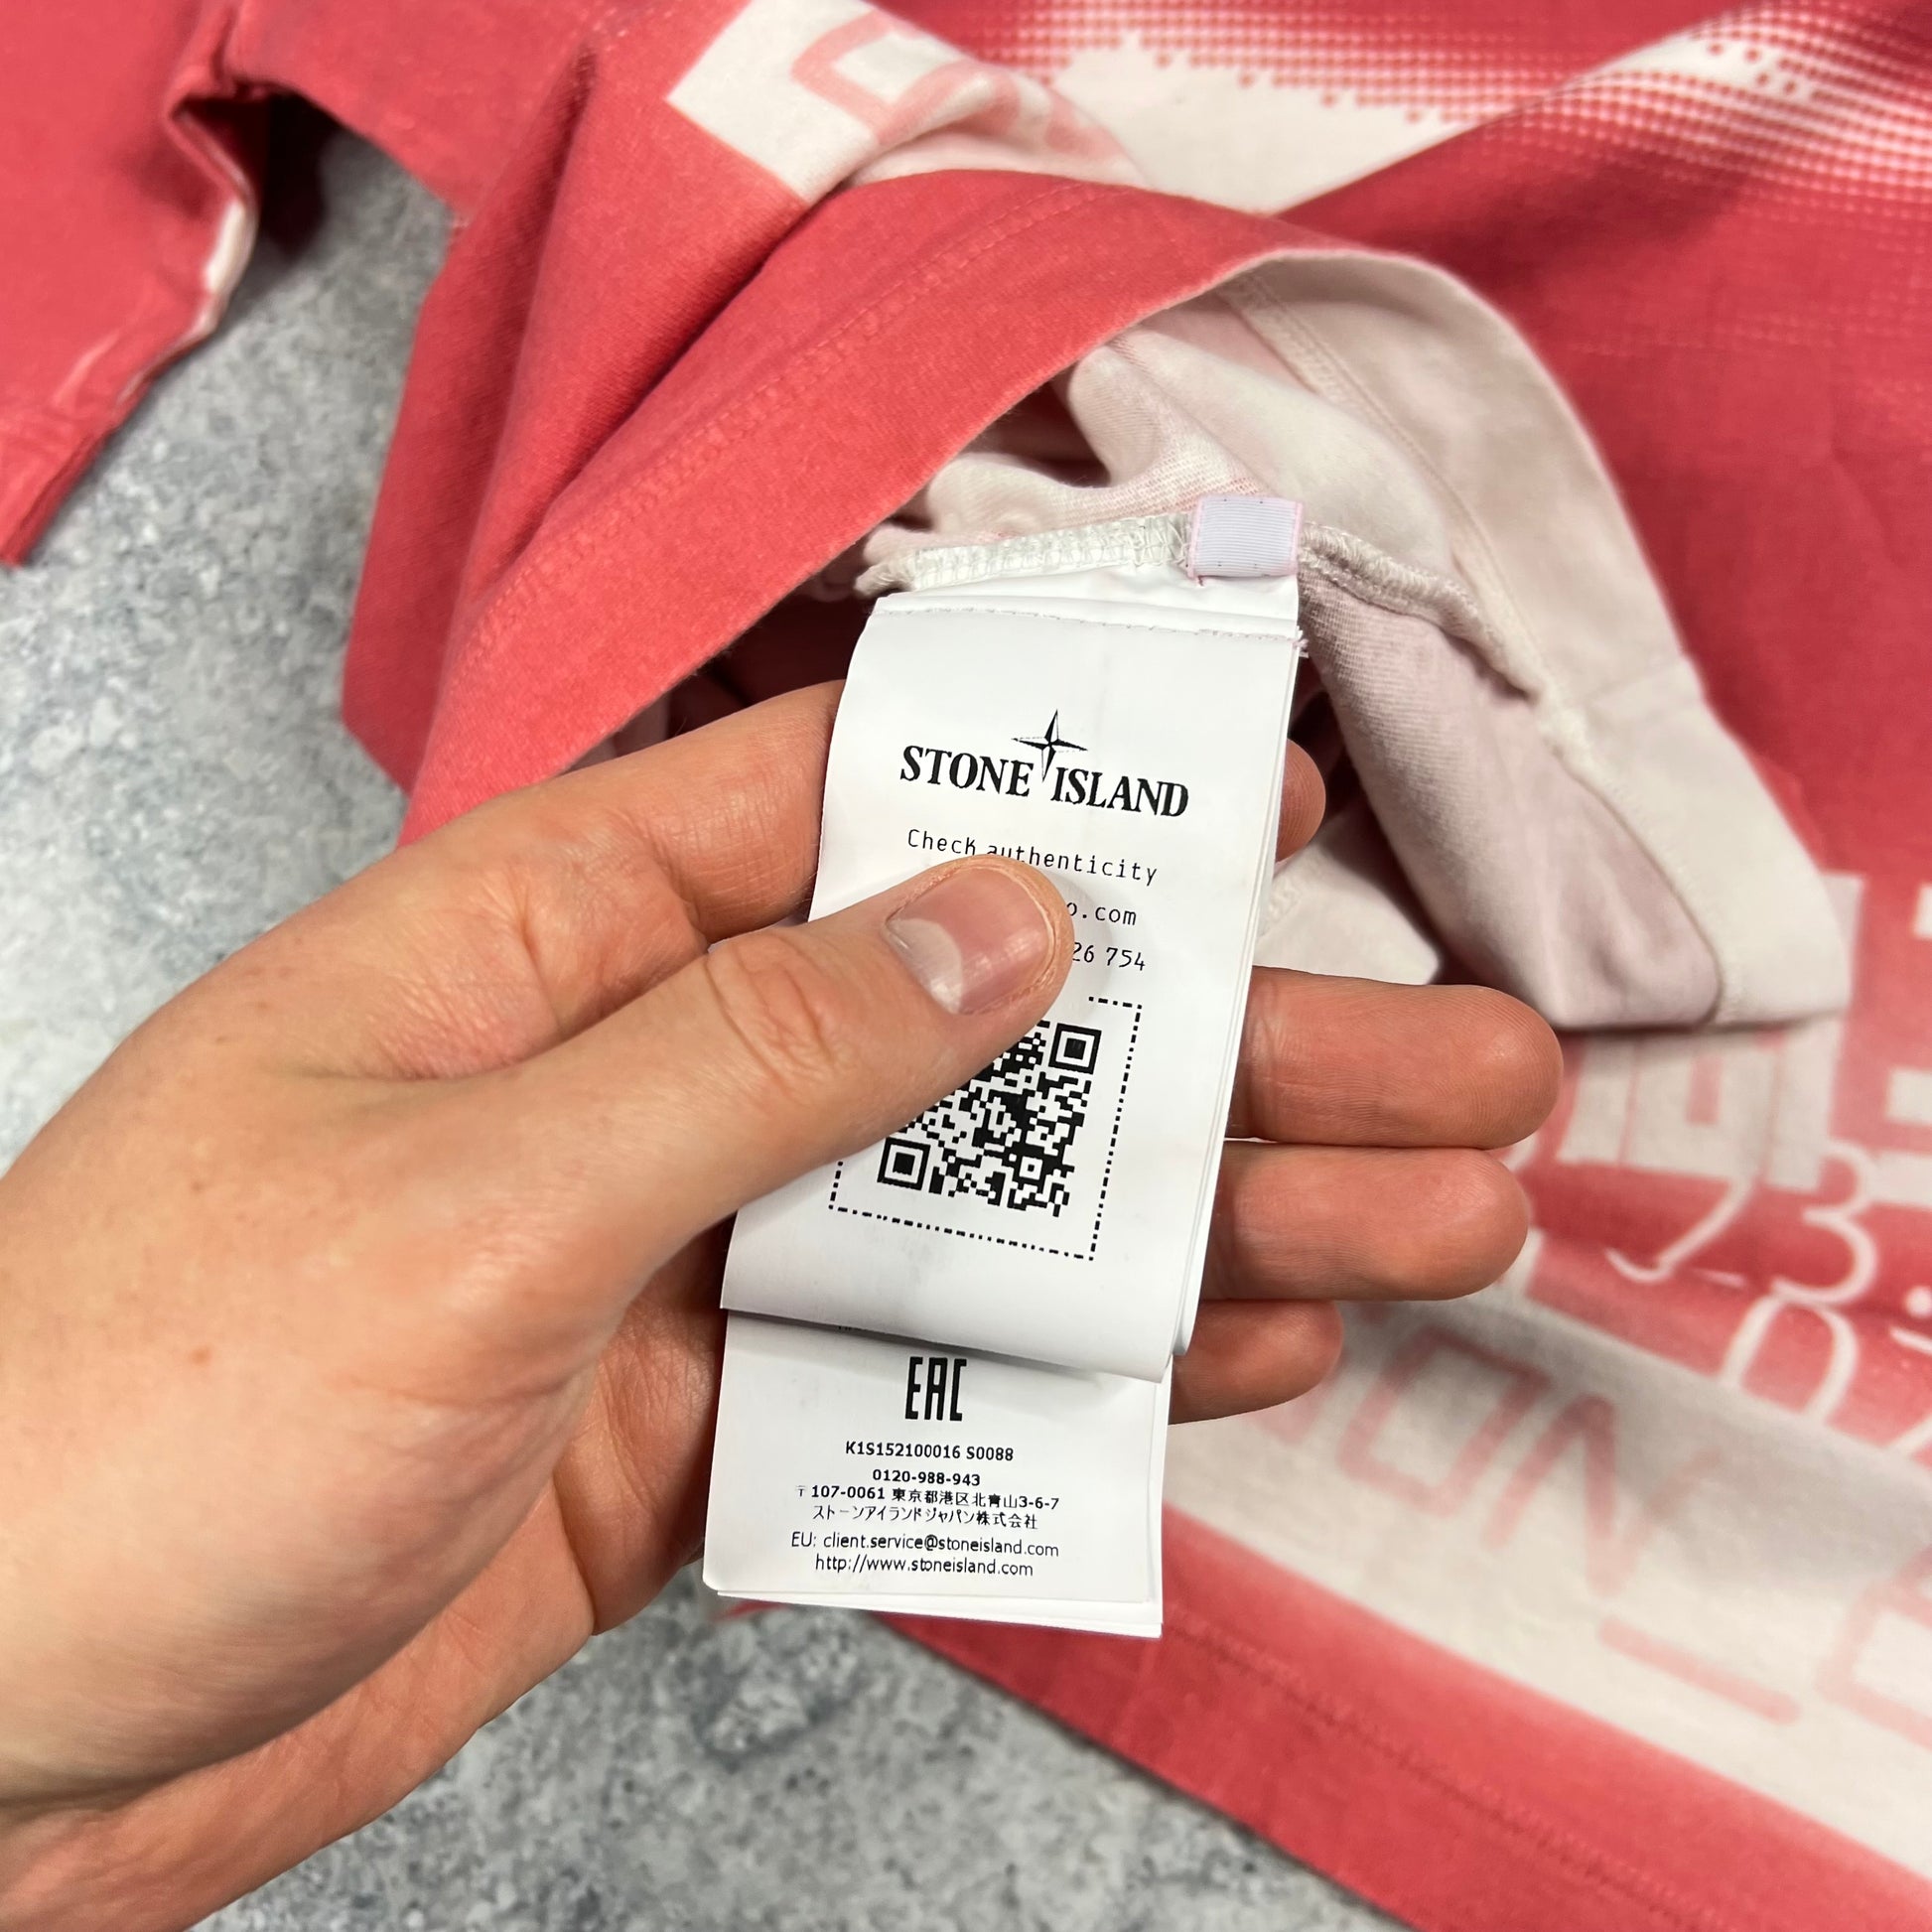 STONE ISLAND
Check authenticity
o.com
26 754
EAC
K1S152100016 S0088
0120-988-943
〒107-0061 東京都港区北青山3-6-7
ストーンアイランドジャパン株式会社
EU: client.service@stoneisland.com
http://www.stoneisland.com